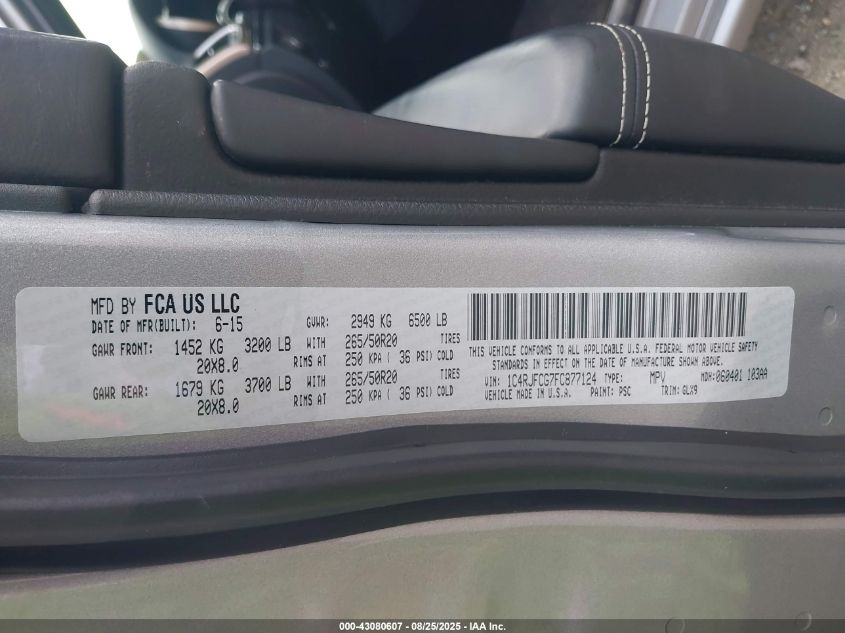 MFD BY FCA US LLC
DATE OF MFR(BUILT): 6-15 GVWR: 2949 KG 6500 LB
GAWR FRONT: 1452 KG 3200 LB WITH 265/50R20 TIRES
20X8.0 RIMS AT 250 KPA ( 36 PSI) COLD
GAWR REAR: 1679 KG 3700 LB WITH 265/50R20 TIRES
20X8.0 RIMS AT 250 KPA ( 36 PSI) COLD
THIS VEHICLE CONFORMS TO ALL APPLICABLE U.S.A. FEDERAL MOTOR VEHICLE SAFETY
STANDARDS IN EFFECT ON THE DATE OF MANUFACTURE SHOWN ABOVE.
VIN: 1C4RJFCG7FC877124 TYPE: MPV MDH:060401 103AA
VEHICLE MADE IN U.S.A. PAINT: PSC TRIM: GLX9
000-43080607 - 08/25/2025 - IAA Inc.